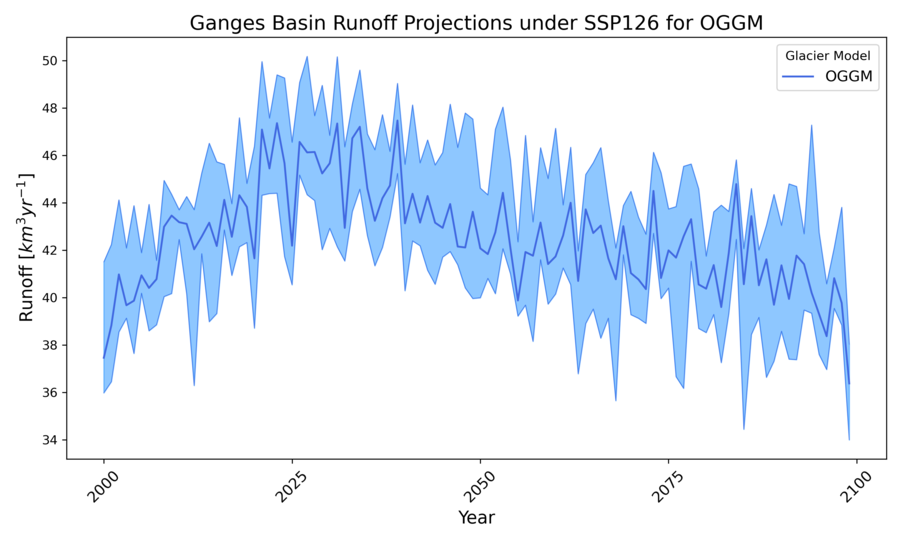 Ganges Basin Runoff Projections under SSP126 for OGGM
Glacier Model
OGGM
Runoff [km³yr⁻¹]
50
48
46
44
42
40
38
36
34
2000
2025
2050
2075
2100
Year